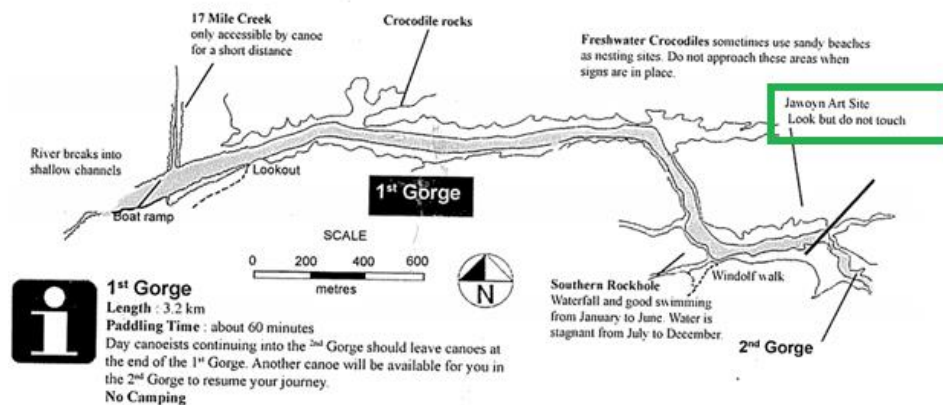 17 Mile Creek
only accessible by canoe
for a short distance
Crocodile rocks
Freshwater Crocodiles sometimes use sandy beaches
as nesting sites. Do not approach these areas when
signs are in place.
Jawoyn Art Site
Look but do not touch
River breaks into
shallow channels
Lookout
Boat ramp
1st Gorge
SCALE
0 200 400 600
metres
N
Windolf walk
Southern Rockhole
Waterfall and good swimming
from January to June. Water is
stagnant from July to December.
2nd Gorge
i
1st Gorge
Length : 3.2 km
Paddling Time : about 60 minutes
Day canoeists continuing into the 2nd Gorge should leave canoes at
the end of the 1st Gorge. Another canoe will be available for you in
the 2nd Gorge to resume your journey.
No Camping